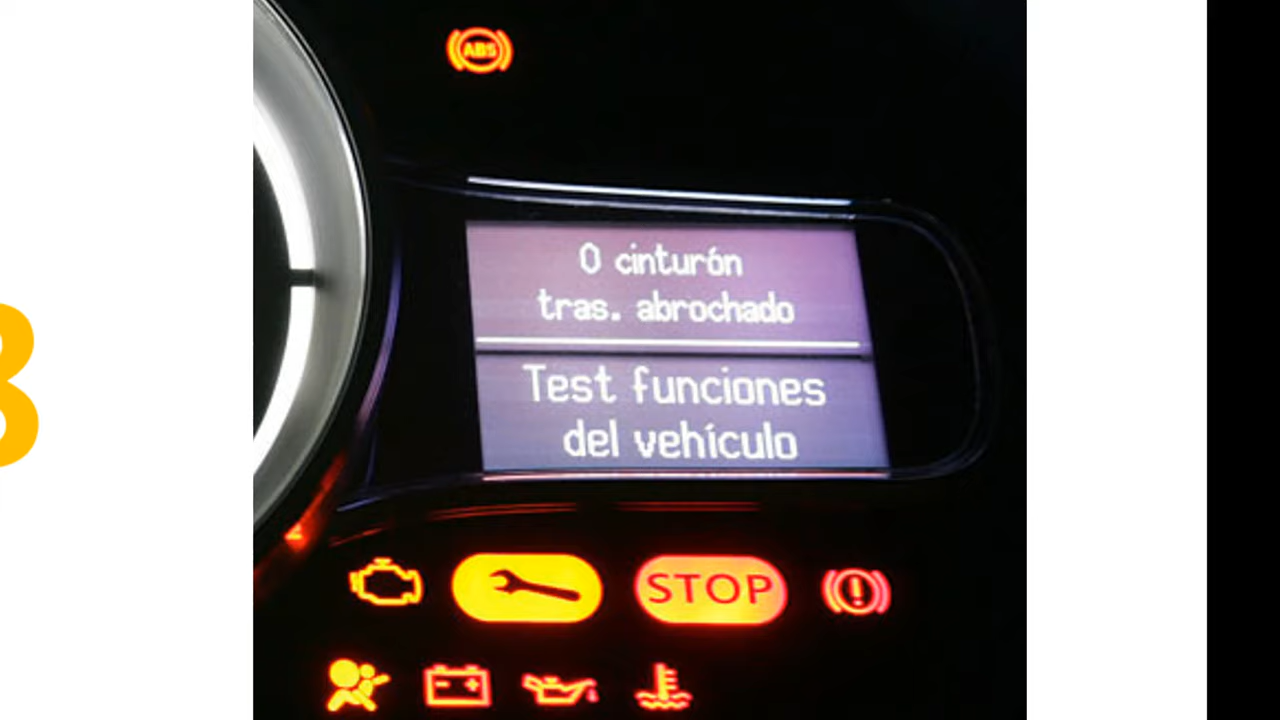 ABS
0 cinturón
tras. abrochado
Test funciones
del vehículo
STOP